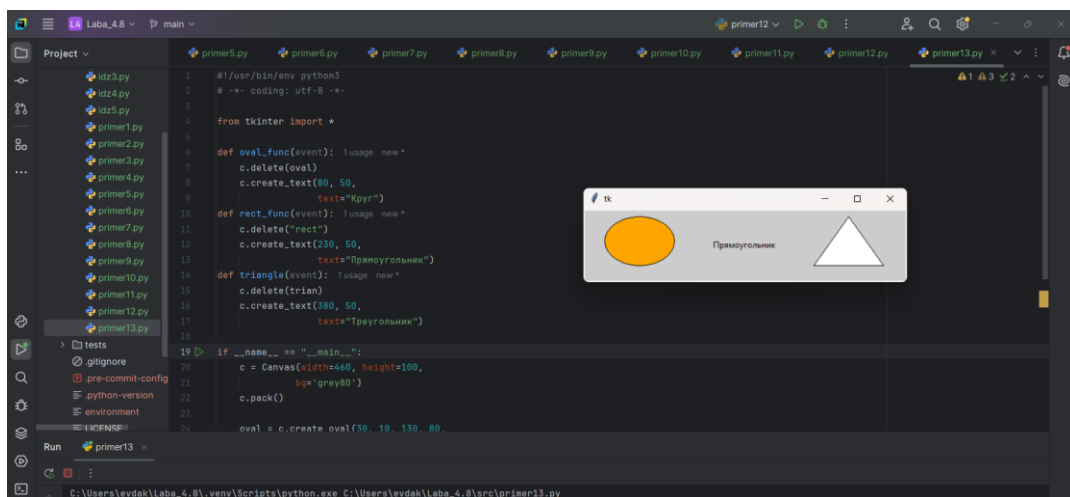 L4 Laba_4.8 main primer12
Project primer5.py primer6.py primer7.py primer8.py primer9.py primer10.py primer11.py primer12.py primer13.py
idz3.py
idz4.py
idz5.py
primer1.py
primer2.py
primer3.py
primer4.py
primer5.py
primer6.py
primer7.py
primer8.py
primer9.py
primer10.py
primer11.py
primer12.py
primer13.py
tests
.gitignore
.pre-commit-config
.python-version
environment
LICENSE
1 3 2
1 #!/usr/bin/env python3
2 # -*- coding: utf-8 -*-
3
4 from tkinter import *
5
6 def oval_func(event): 1 usage new *
7 c.delete(oval)
8 c.create_text(80, 50,
9 text="Круг")
10 def rect_func(event): 1 usage new *
11 c.delete("rect")
12 c.create_text(230, 50,
13 text="Прямоугольник")
14 def triangle(event): 1 usage new *
15 c.delete(trian)
16 c.create_text(380, 50,
17 text="Треугольник")
18
19 if __name__ == "__main__":
20 c = Canvas(width=460, height=100,
21 bg='grey80')
22 c.pack()
23
24 oval = c.create_oval(30, 10, 130, 80,
tk
Прямоугольник
Run primer13
C:\Users\evdak\Laba_4.8\.venv\Scripts\python.exe C:\Users\evdak\Laba_4.8\src\primer13.py